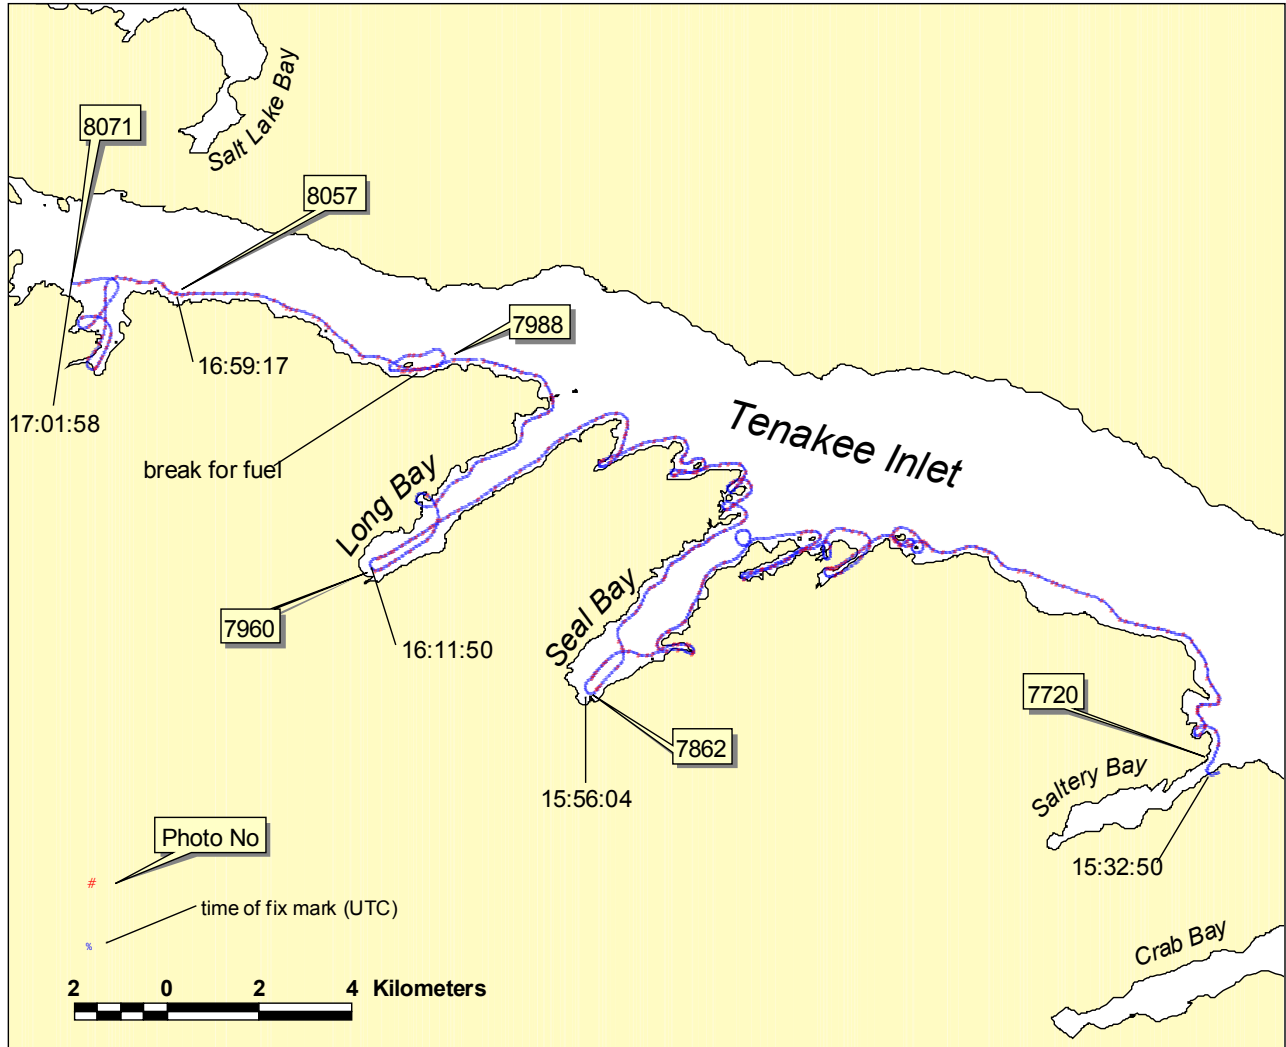 Salt Lake Bay
8071
8057
7988
16:59:17
17:01:58
break for fuel
Tenakee Inlet
Long Bay
7960
16:11:50
Seal Bay
7862
15:56:04
7720
Saltery Bay
15:32:50
Photo No
#
time of fix mark (UTC)
%
Crab Bay
2 0 2 4 Kilometers